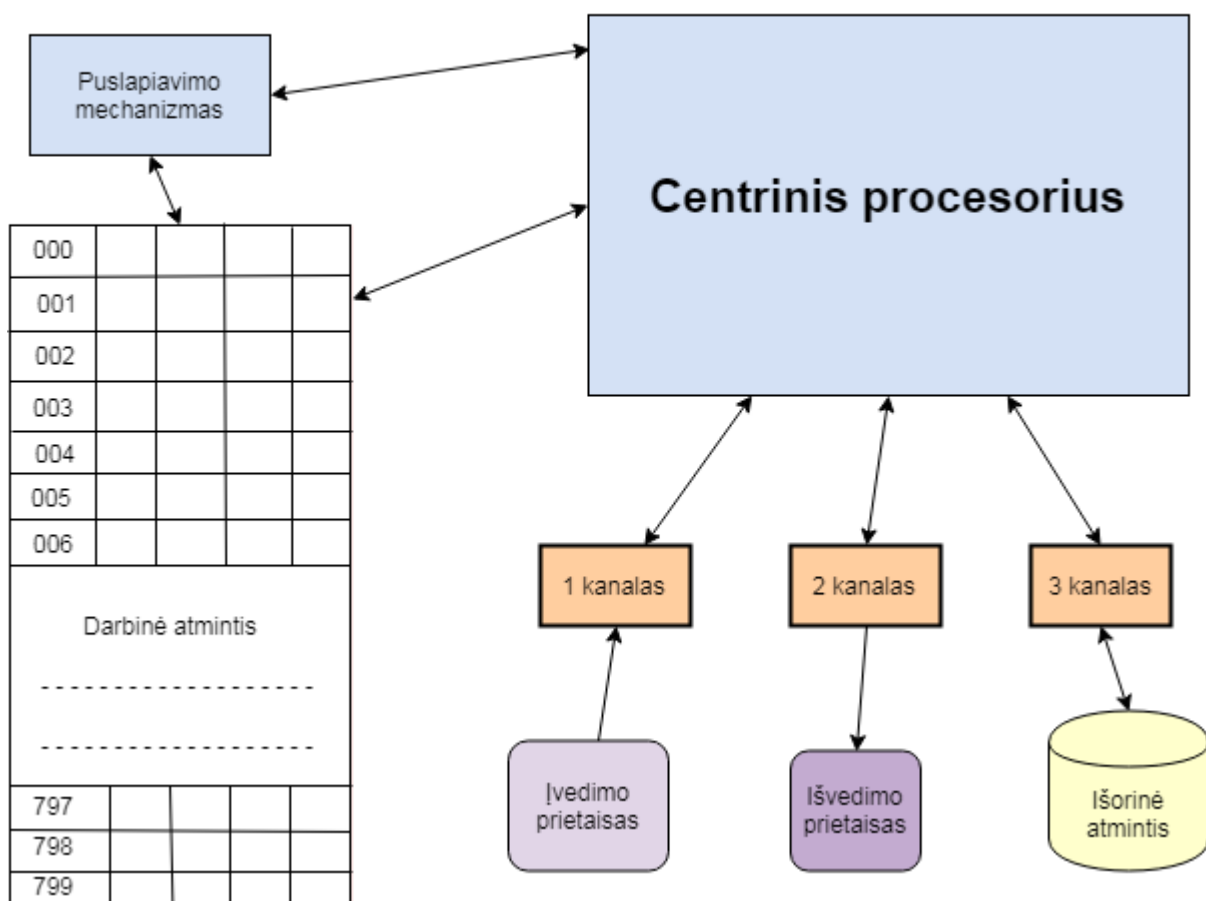 Puslapiavimo
mechanizmas
Centrinis procesorius
000
001
002
003
004
005
006
Darbinė atmintis
797
798
799
1 kanalas
2 kanalas
3 kanalas
Įvedimo
prietaisas
Išvedimo
prietaisas
Išorinė
atmintis